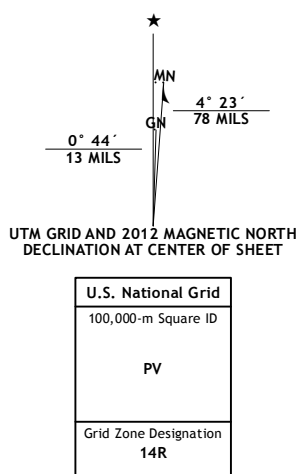 ★
MN
4° 23´
78 MILS
GN
0° 44´
13 MILS
UTM GRID AND 2012 MAGNETIC NORTH
DECLINATION AT CENTER OF SHEET
U.S. National Grid
100,000-m Square ID
PV
Grid Zone Designation
14R